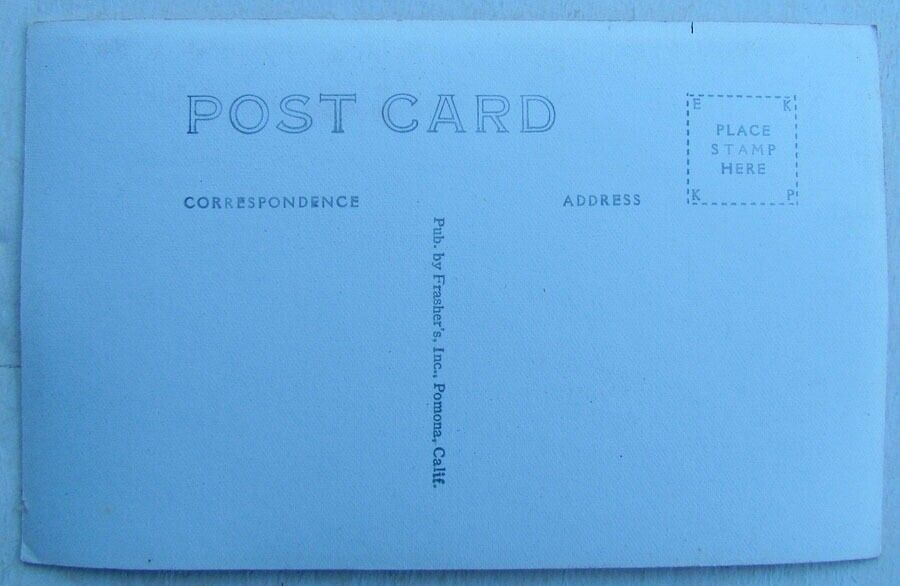 POST CARD
E K
PLACE
STAMP
HERE
K P
CORRESPONDENCE
ADDRESS
Pub. by Frasher's, Inc., Pomona, Calif.